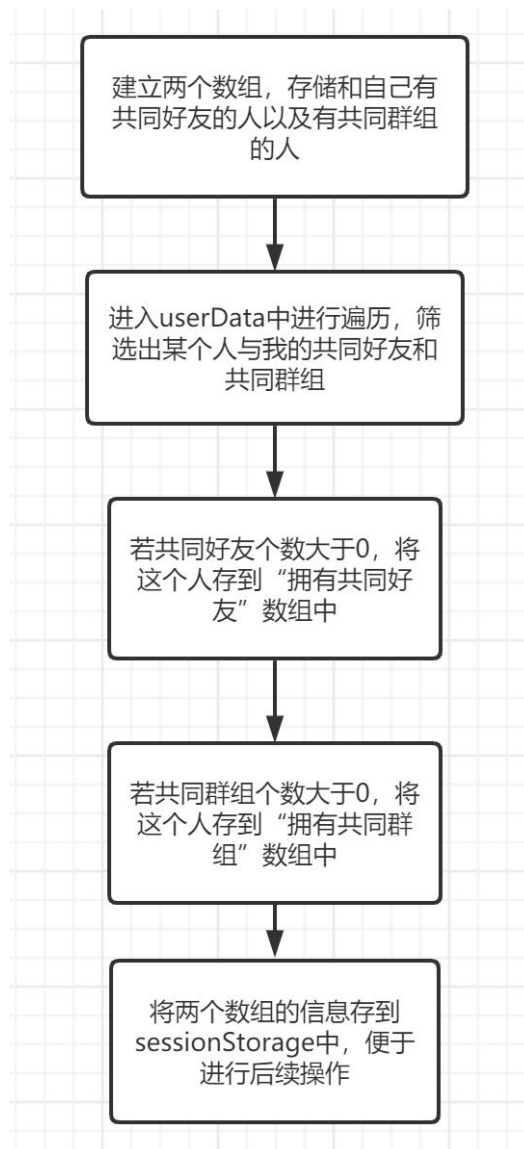 建立两个数组，存储和自己有
共同好友的人以及有共同群组
的人
进入userData中进行遍历，筛
选出某个人与我的共同好友和
共同群组
若共同好友个数大于0，将
这个人存到“拥有共同好
友”数组中
若共同群组个数大于0，将
这个人存到“拥有共同群
组”数组中
将两个数组的信息存到
sessionStorage中，便于
进行后续操作